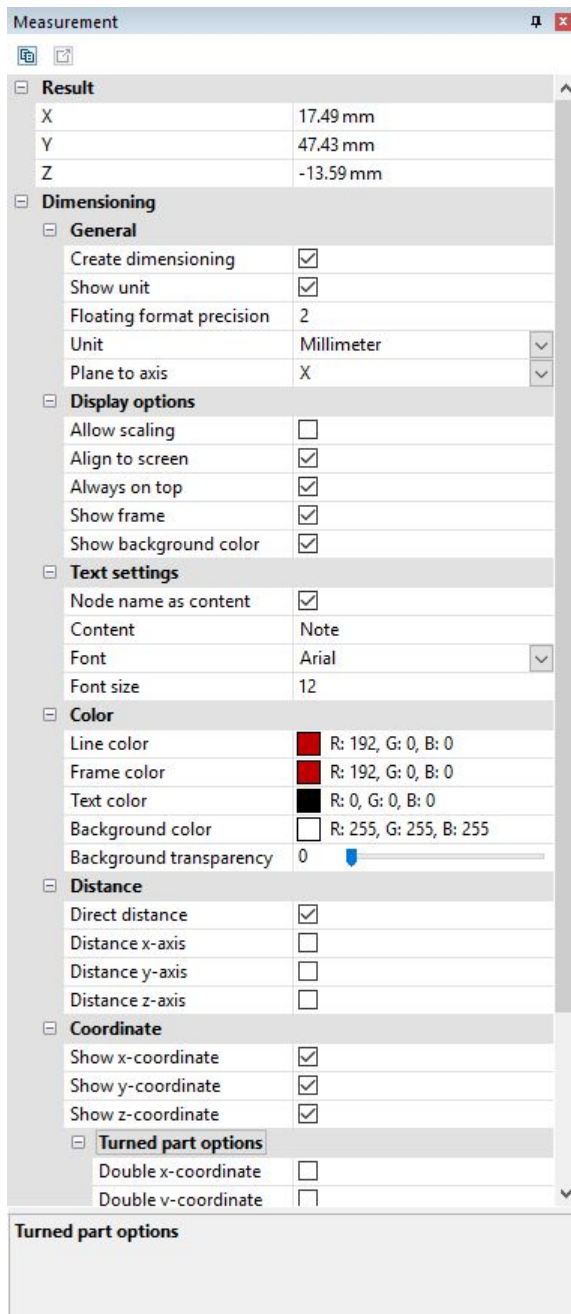 Measurement
Result
X 17.49 mm
Y 47.43 mm
Z -13.59 mm
Dimensioning
General
Create dimensioning
Show unit
Floating format precision 2
Unit Millimeter
Plane to axis X
Display options
Allow scaling
Align to screen
Always on top
Show frame
Show background color
Text settings
Node name as content
Content Note
Font Arial
Font size 12
Color
Line color R: 192, G: 0, B: 0
Frame color R: 192, G: 0, B: 0
Text color R: 0, G: 0, B: 0
Background color R: 255, G: 255, B: 255
Background transparency 0
Distance
Direct distance
Distance x-axis
Distance y-axis
Distance z-axis
Coordinate
Show x-coordinate
Show y-coordinate
Show z-coordinate
Turned part options
Double x-coordinate
Double y-coordinate
Turned part options